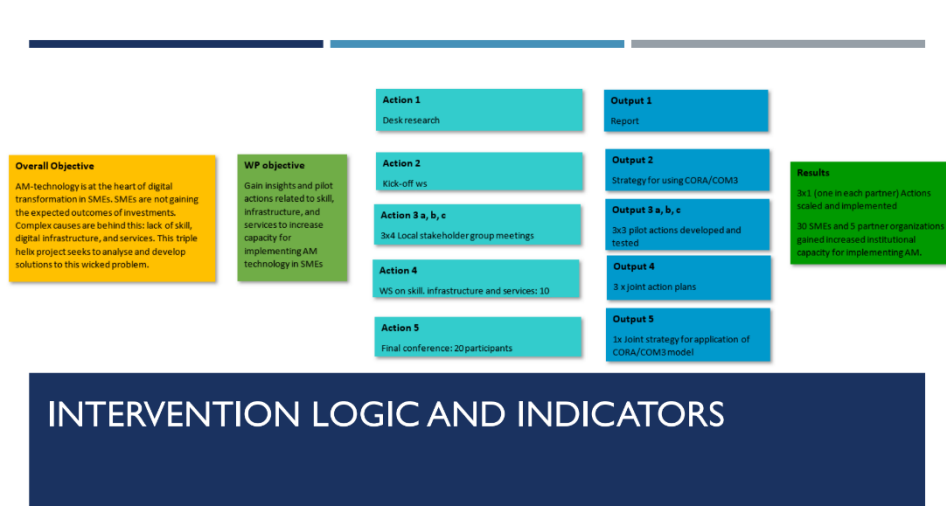 Overall Objective
AM-technology is at the heart of digital
transformation in SMEs. SMEs are not gaining
the expected outcomes of investments.
Complex causes are behind this: lack of skill,
digital infrastructure, and services. This triple
helix project seeks to analyse and develop
solutions to this wicked problem.
WP objective
Gain insights and pilot
actions related to skill,
infrastructure, and
services to increase
capacity for
implementing AM
technology in SMEs
Action 1
Desk research
Action 2
Kick-off ws
Action 3 a, b, c
3x4 Local stakeholder group meetings
Action 4
WS on skill. infrastructure and services: 10
Action 5
Final conference: 20 participants
Output 1
Report
Output 2
Strategy for using CORA/COM3
Output 3 a, b, c
3x3 pilot actions developed and
tested
Output 4
3 x joint action plans
Output 5
1x Joint strategy for application of
CORA/COM3 model
Results
3x1 (one in each partner) Actions
scaled and implemented
30 SMEs and 5 partner organizations
gained increased institutional
capacity for implementing AM.
INTERVENTION LOGIC AND INDICATORS